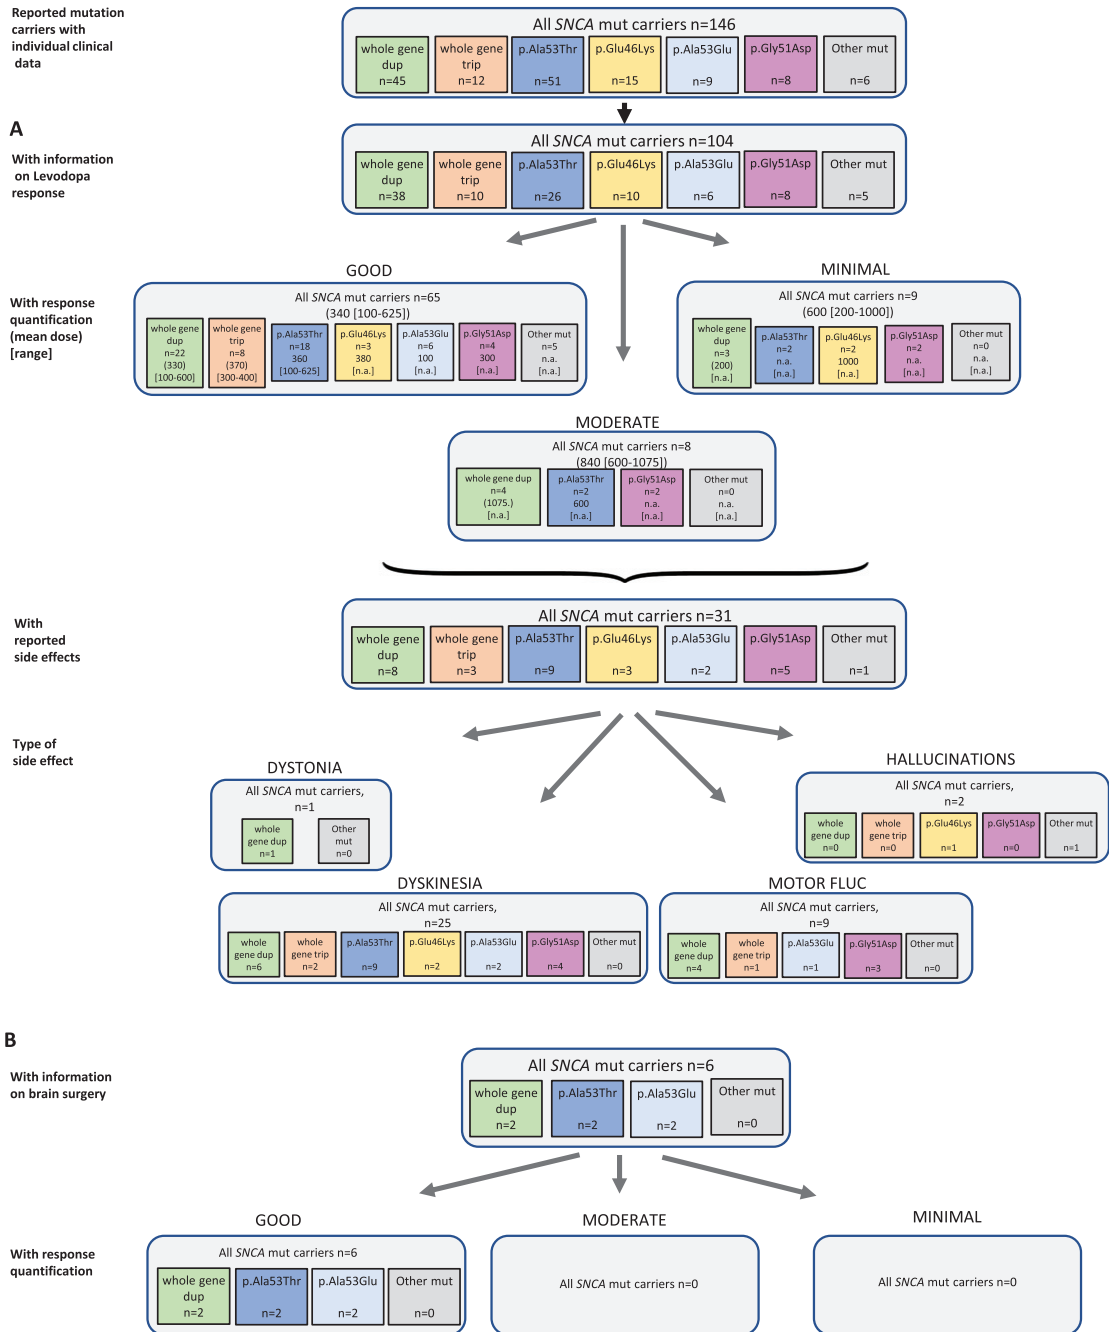 Reported mutation
carriers with
individual clinical
data
All SNCA mut carriers n=146
whole gene
dup
n=45
whole gene
trip
n=12
p.Ala53Thr
n=51
p.Glu46Lys
n=15
p.Ala53Glu
n=9
p.Gly51Asp
n=8
Other mut
n=6
A
With information
on Levodopa
response
All SNCA mut carriers n=104
whole gene
dup
n=38
whole gene
trip
n=10
p.Ala53Thr
n=26
p.Glu46Lys
n=10
p.Ala53Glu
n=6
p.Gly51Asp
n=8
Other mut
n=5
With response
quantification
(mean dose)
[range]
GOOD
All SNCA mut carriers n=65
(340 [100-625])
whole gene
dup
n=22
(330)
[100-600]
whole gene
trip
n=8
(370)
[300-400]
p.Ala53Thr
n=18
360
[100-625]
p.Glu46Lys
n=3
380
[n.a.]
p.Ala53Glu
n=6
100
[n.a.]
p.Gly51Asp
n=4
300
[n.a.]
Other mut
n=5
n.a.
[n.a.]
MINIMAL
All SNCA mut carriers n=9
(600 [200-1000])
whole gene
dup
n=3
(200)
[n.a.]
p.Ala53Thr
n=2
n.a.
[n.a.]
p.Glu46Lys
n=2
1000
[n.a.]
p.Gly51Asp
n=2
n.a.
[n.a.]
Other mut
n=0
n.a.
[n.a.]
MODERATE
All SNCA mut carriers n=8
(840 [600-1075])
whole gene dup
n=4
(1075.)
[n.a.]
p.Ala53Thr
n=2
600
[n.a.]
p.Gly51Asp
n=2
n.a.
[n.a.]
Other mut
n=0
n.a.
[n.a.]
With
reported
side effects
All SNCA mut carriers n=31
whole gene
dup
n=8
whole gene
trip
n=3
p.Ala53Thr
n=9
p.Glu46Lys
n=3
p.Ala53Glu
n=2
p.Gly51Asp
n=5
Other mut
n=1
Type of
side effect
DYSTONIA
All SNCA mut carriers,
n=1
whole
gene dup
n=1
Other
mut
n=0
HALLUCINATIONS
All SNCA mut carriers,
n=2
whole
gene dup
n=0
whole
gene trip
n=0
p.Glu46Lys
n=1
p.Gly51Asp
n=0
Other mut
n=1
DYSKINESIA
All SNCA mut carriers,
n=25
whole
gene dup
n=6
whole
gene trip
n=2
p.Ala53Thr
n=9
p.Glu46Lys
n=2
p.Ala53Glu
n=2
p.Gly51Asp
n=4
Other mut
n=0
MOTOR FLUC
All SNCA mut carriers,
n=9
whole
gene dup
n=4
whole
gene trip
n=1
p.Ala53Glu
n=1
p.Gly51Asp
n=3
Other mut
n=0
B
With information
on brain surgery
All SNCA mut carriers n=6
whole gene
dup
n=2
p.Ala53Thr
n=2
p.Ala53Glu
n=2
Other mut
n=0
With response
quantification
GOOD
All SNCA mut carriers n=6
whole gene
dup
n=2
p.Ala53Thr
n=2
p.Ala53Glu
n=2
Other mut
n=0
MODERATE
All SNCA mut carriers n=0
MINIMAL
All SNCA mut carriers n=0